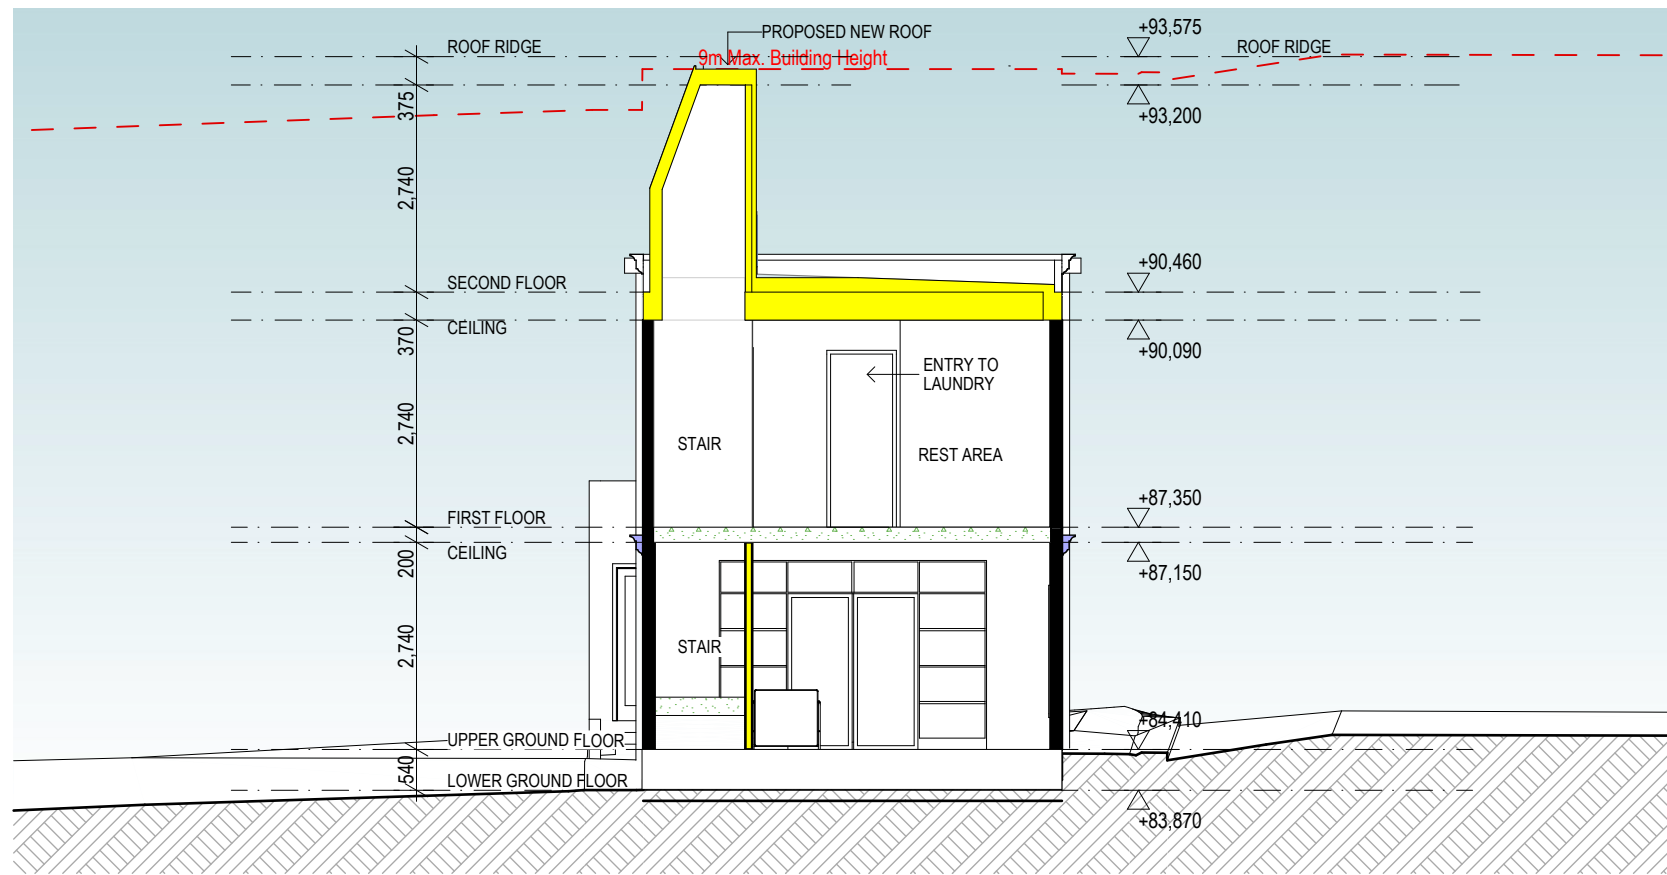 PROPOSED NEW ROOF
+93,575
ROOF RIDGE
ROOF RIDGE
9m Max. Building Height
375
+93,200
2,740
+90,460
SECOND FLOOR
CEILING
370
+90,090
ENTRY TO
LAUNDRY
2,740
STAIR
REST AREA
+87,350
FIRST FLOOR
CEILING
200
+87,150
2,740
STAIR
+84,410
UPPER GROUND FLOOR
540
LOWER GROUND FLOOR
+83,870